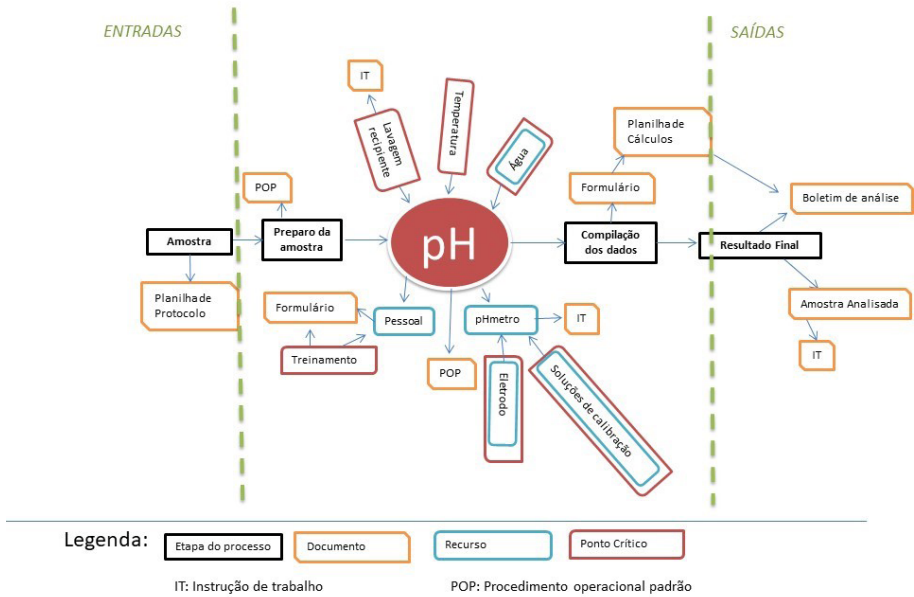 ENTRADAS
SAÍDAS
IT
Lavagem
recipiente
Temperatura
Água
Planilha de
Cálculos
POP
Formulário
Boletim de análise
Amostra
Preparo da
amostra
pH
Compilação
dos dados
Resultado Final
Planilha de
Protocolo
Formulário
Pessoal
pHmetro
IT
Amostra Analisada
Treinamento
POP
Eletrodo
Soluções de calibração
IT
Legenda:
Etapa do processo
Documento
Recurso
Ponto Crítico
IT: Instrução de trabalho
POP: Procedimento operacional padrão